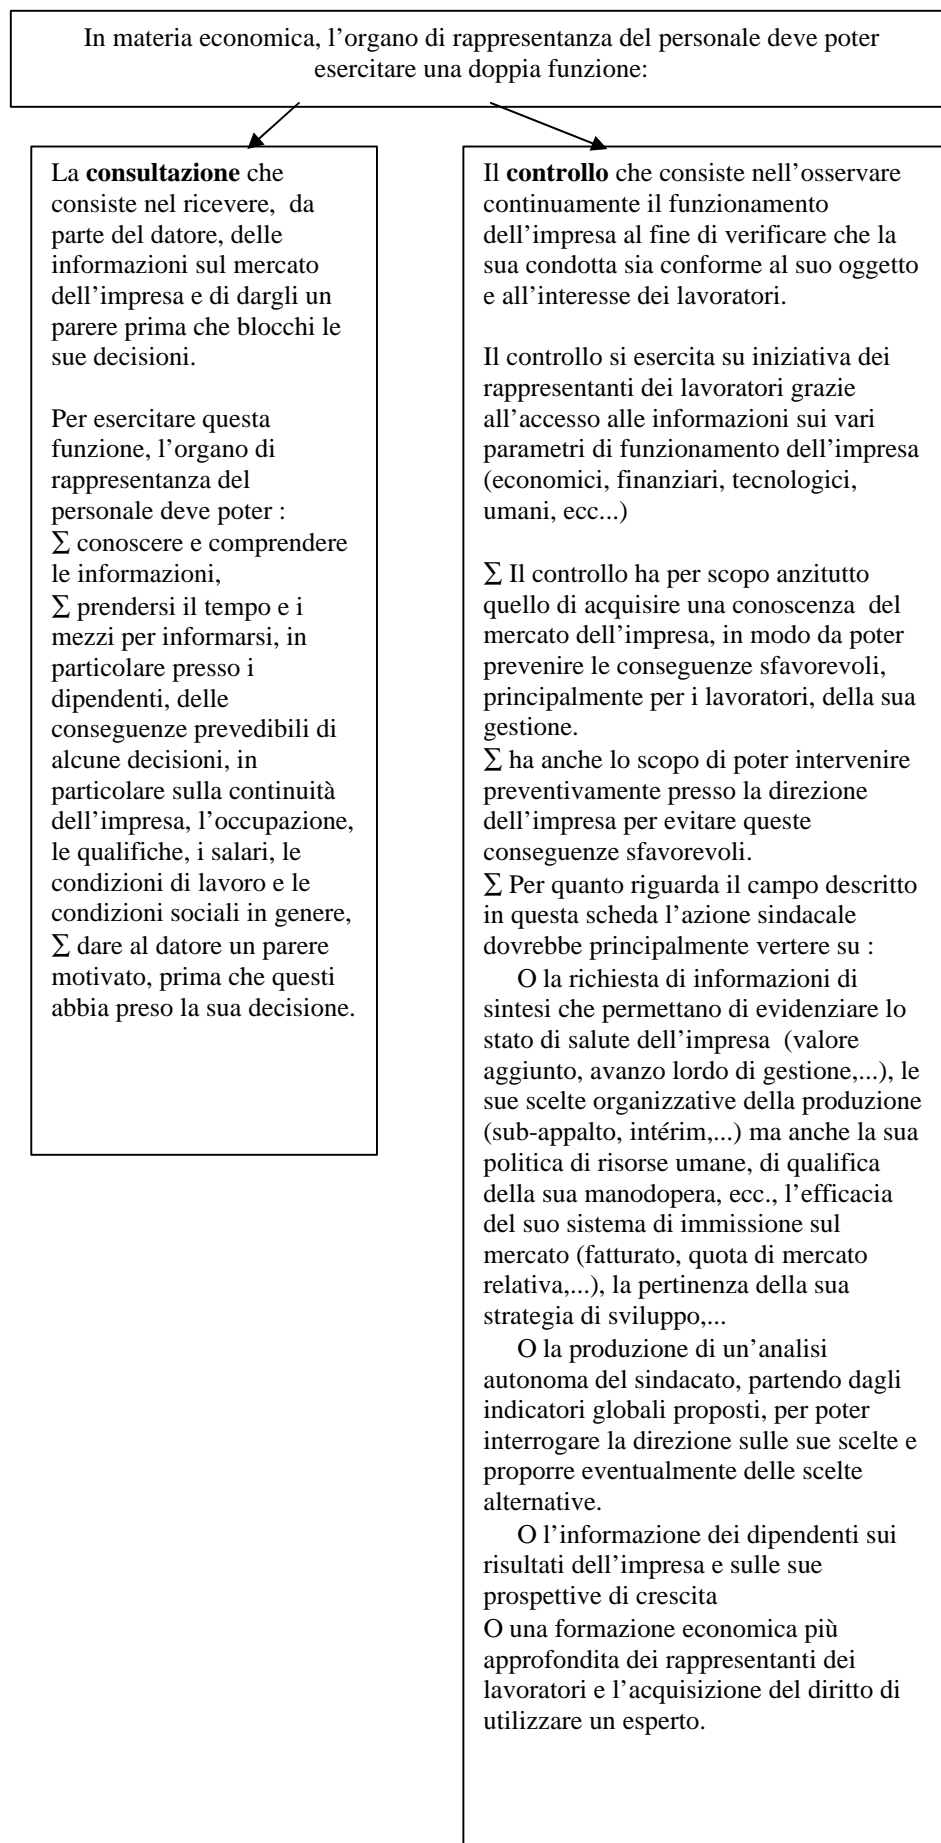 In materia economica, l’organo di rappresentanza del personale deve poter
esercitare una doppia funzione:
La consultazione che
consiste nel ricevere, da
parte del datore, delle
informazioni sul mercato
dell’impresa e di dargli un
parere prima che blocchi le
sue decisioni.
Per esercitare questa
funzione, l’organo di
rappresentanza del
personale deve poter :
∑ conoscere e comprendere
le informazioni,
∑ prendersi il tempo e i
mezzi per informarsi, in
particolare presso i
dipendenti, delle
conseguenze prevedibili di
alcune decisioni, in
particolare sulla continuità
dell’impresa, l’occupazione,
le qualifiche, i salari, le
condizioni di lavoro e le
condizioni sociali in genere,
∑ dare al datore un parere
motivato, prima che questi
abbia preso la sua decisione.
Il controllo che consiste nell’osservare
continuamente il funzionamento
dell’impresa al fine di verificare che la
sua condotta sia conforme al suo oggetto
e all’interesse dei lavoratori.
Il controllo si esercita su iniziativa dei
rappresentanti dei lavoratori grazie
all’accesso alle informazioni sui vari
parametri di funzionamento dell’impresa
(economici, finanziari, tecnologici,
umani, ecc...)
∑ Il controllo ha per scopo anzitutto
quello di acquisire una conoscenza del
mercato dell’impresa, in modo da poter
prevenire le conseguenze sfavorevoli,
principalmente per i lavoratori, della sua
gestione.
∑ ha anche lo scopo di poter intervenire
preventivamente presso la direzione
dell’impresa per evitare queste
conseguenze sfavorevoli.
∑ Per quanto riguarda il campo descritto
in questa scheda l’azione sindacale
dovrebbe principalmente vertere su :
O la richiesta di informazioni di
sintesi che permettano di evidenziare lo
stato di salute dell’impresa (valore
aggiunto, avanzo lordo di gestione,...), le
sue scelte organizzative della produzione
(sub-appalto, intérim,...) ma anche la sua
politica di risorse umane, di qualifica
della sua manodopera, ecc., l’efficacia
del suo sistema di immissione sul
mercato (fatturato, quota di mercato
relativa,...), la pertinenza della sua
strategia di sviluppo,...
O la produzione di un’analisi
autonoma del sindacato, partendo dagli
indicatori globali proposti, per poter
interrogare la direzione sulle sue scelte e
proporre eventualmente delle scelte
alternative.
O l’informazione dei dipendenti sui
risultati dell’impresa e sulle sue
prospettive di crescita
O una formazione economica più
approfondita dei rappresentanti dei
lavoratori e l’acquisizione del diritto di
utilizzare un esperto.